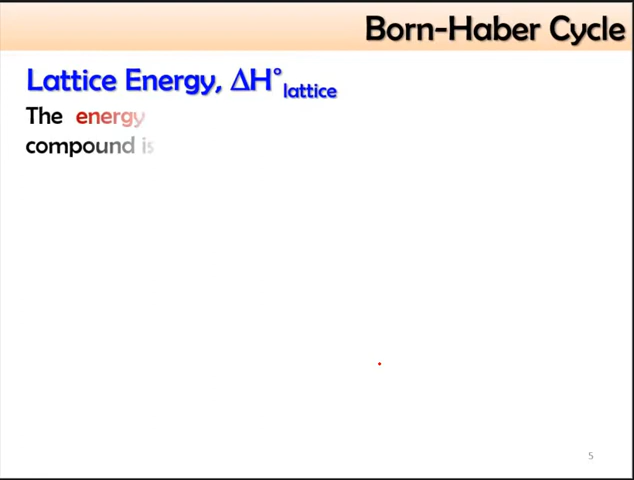 Born-Haber Cycle
Lattice Energy, ΔH°lattice
The energy
compound is
5